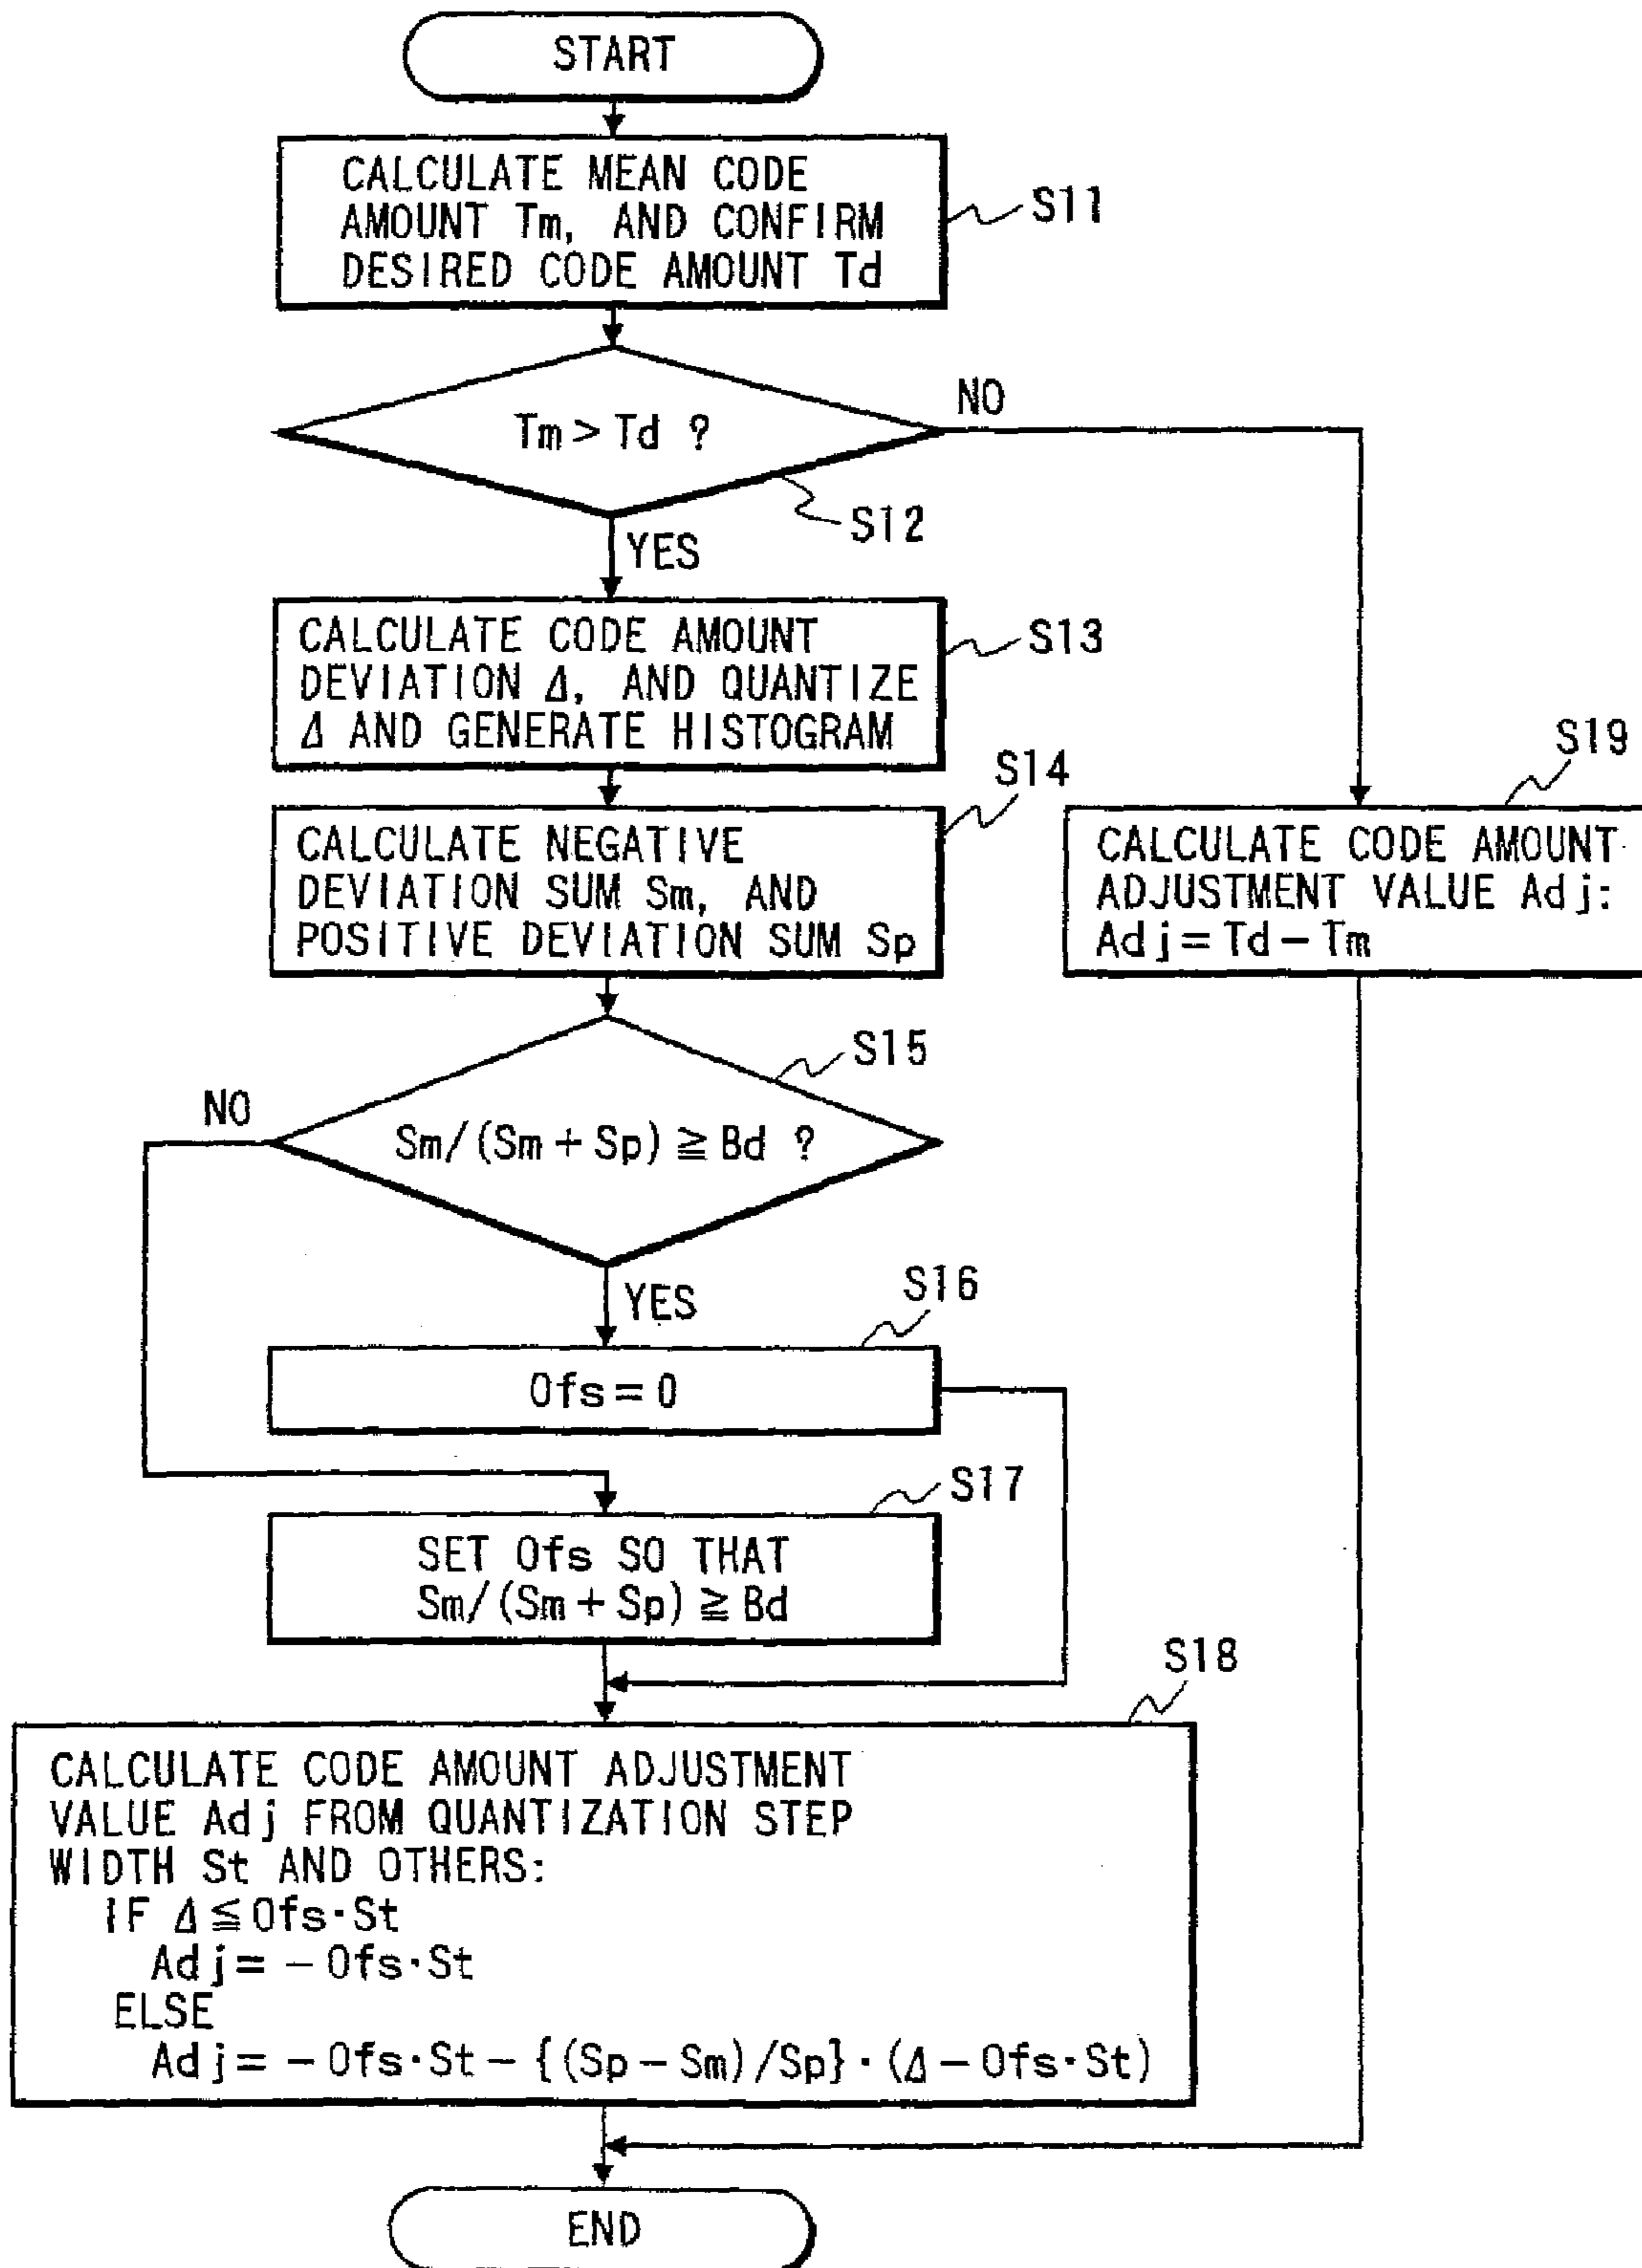 START
CALCULATE MEAN CODE
AMOUNT Tm, AND CONFIRM
DESIRED CODE AMOUNT Td
S11
Tm > Td ?
NO
S12
YES
CALCULATE CODE AMOUNT
DEVIATION Δ, AND QUANTIZE
Δ AND GENERATE HISTOGRAM
S13
CALCULATE NEGATIVE
DEVIATION SUM Sm, AND
POSITIVE DEVIATION SUM Sp
S14
S19
CALCULATE CODE AMOUNT
ADJUSTMENT VALUE Adj:
Adj = Td - Tm
S15
NO
Sm/(Sm + Sp) ≧ Bd ?
YES
S16
Ofs = 0
S17
SET Ofs SO THAT
Sm/(Sm + Sp) ≧ Bd
S18
CALCULATE CODE AMOUNT ADJUSTMENT
VALUE Adj FROM QUANTIZATION STEP
WIDTH St AND OTHERS:
IF Δ ≦ Ofs·St
Adj = - Ofs·St
ELSE
Adj = - Ofs·St - {(Sp - Sm)/Sp}·(Δ - Ofs·St)
END